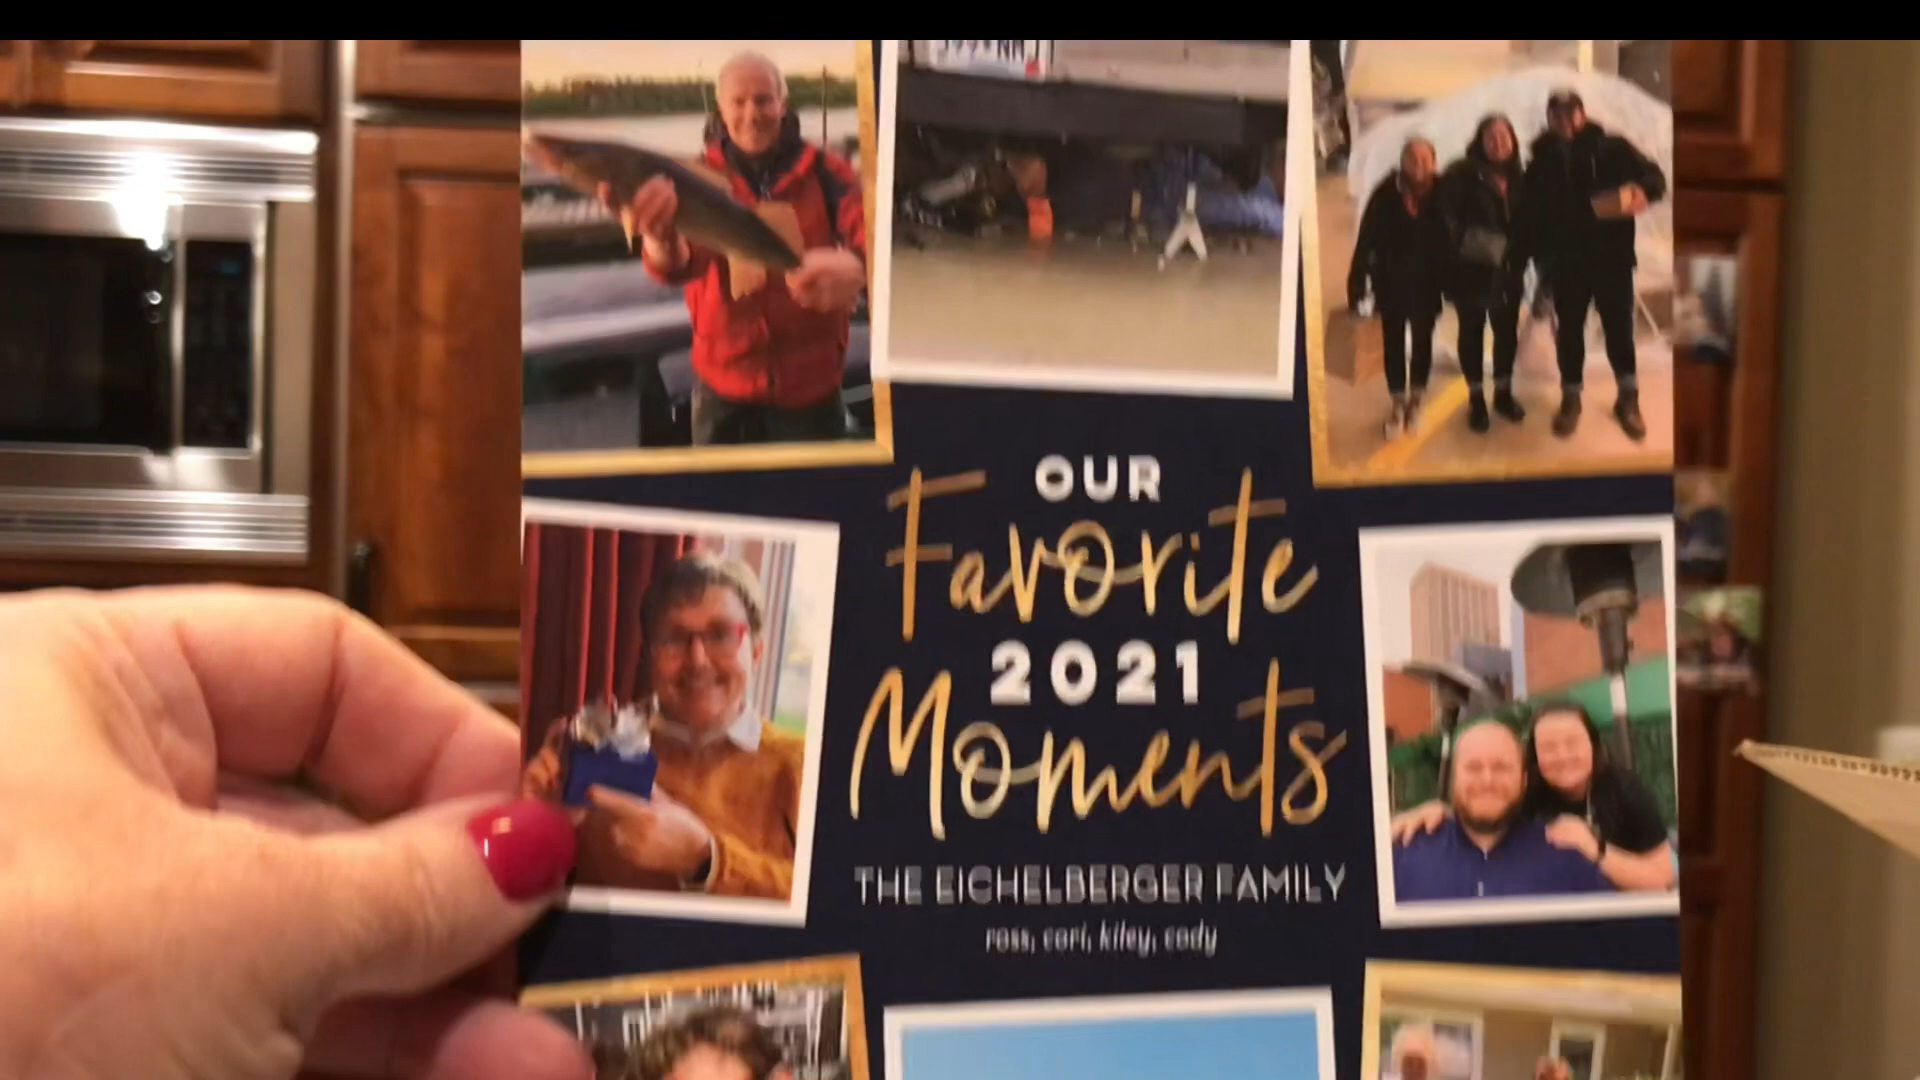 OUR
Favorite
2021
Moments
THE EICHELBERGER FAMILY
ross, cori, kiley, cody